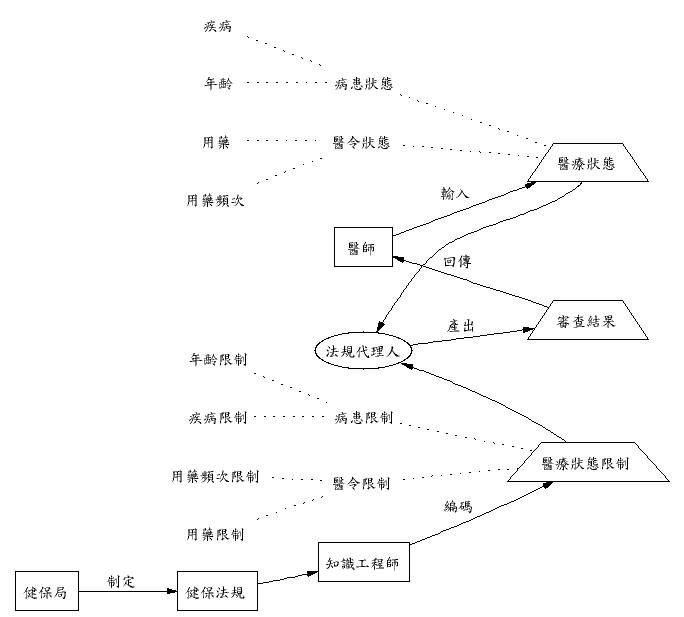 疾病
年齡
病患狀態
用藥
醫令狀態
醫療狀態
用藥頻次
輸入
醫師
回傳
審查結果
產出
法規代理人
年齡限制
疾病限制
病患限制
醫療狀態限制
用藥頻次限制
醫令限制
編碼
用藥限制
知識工程師
制定
健保局
健保法規